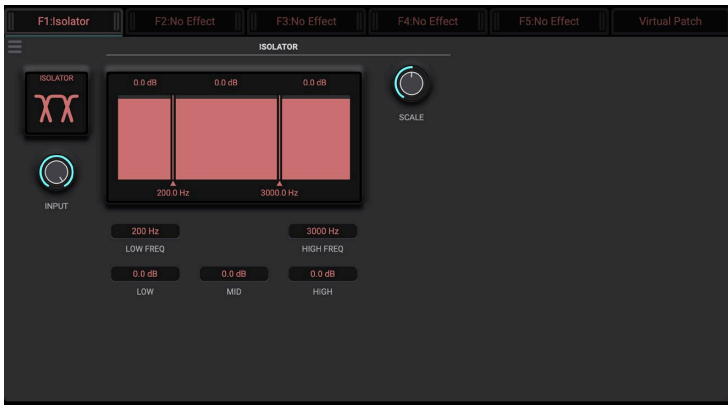 F1:Isolator
F2:No Effect
F3:No Effect
F4:No Effect
F5:No Effect
Virtual Patch
ISOLATOR
ISOLATOR
0.0 dB 0.0 dB 0.0 dB
SCALE
200.0 Hz 3000.0 Hz
INPUT
200 Hz 3000 Hz
LOW FREQ HIGH FREQ
0.0 dB 0.0 dB 0.0 dB
LOW MID HIGH